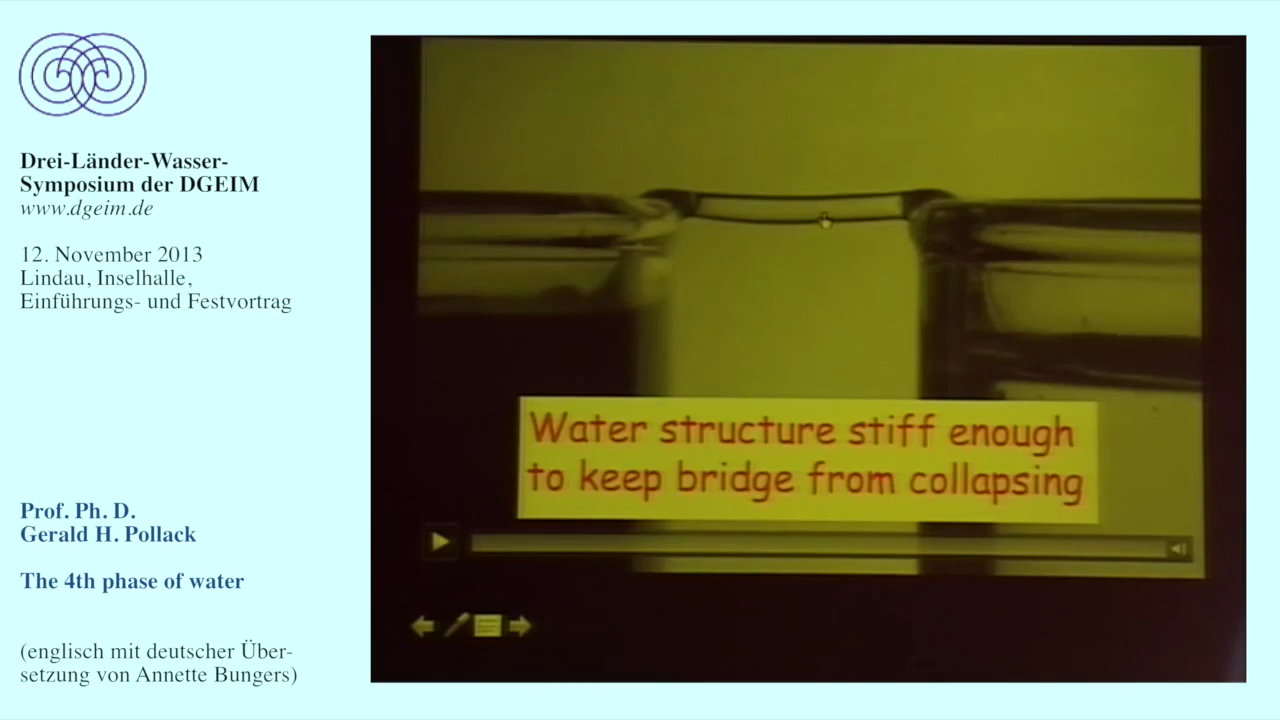 Drei-Länder-Wasser-
Symposium der DGEIM
www.dgeim.de
12. November 2013
Lindau, Inselhalle,
Einführungs- und Festvortrag
Prof. Ph. D.
Gerald H. Pollack
The 4th phase of water
(englisch mit deutscher Über-
setzung von Annette Bungers)
Water structure stiff enough
to keep bridge from collapsing